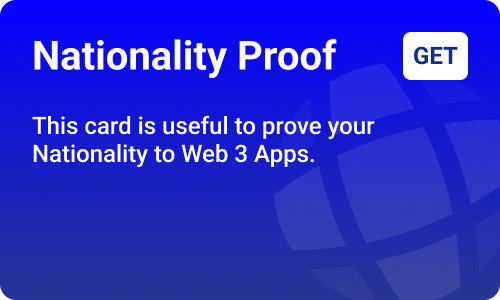 Nationality Proof
GET
This card is useful to prove your
Nationality to Web 3 Apps.